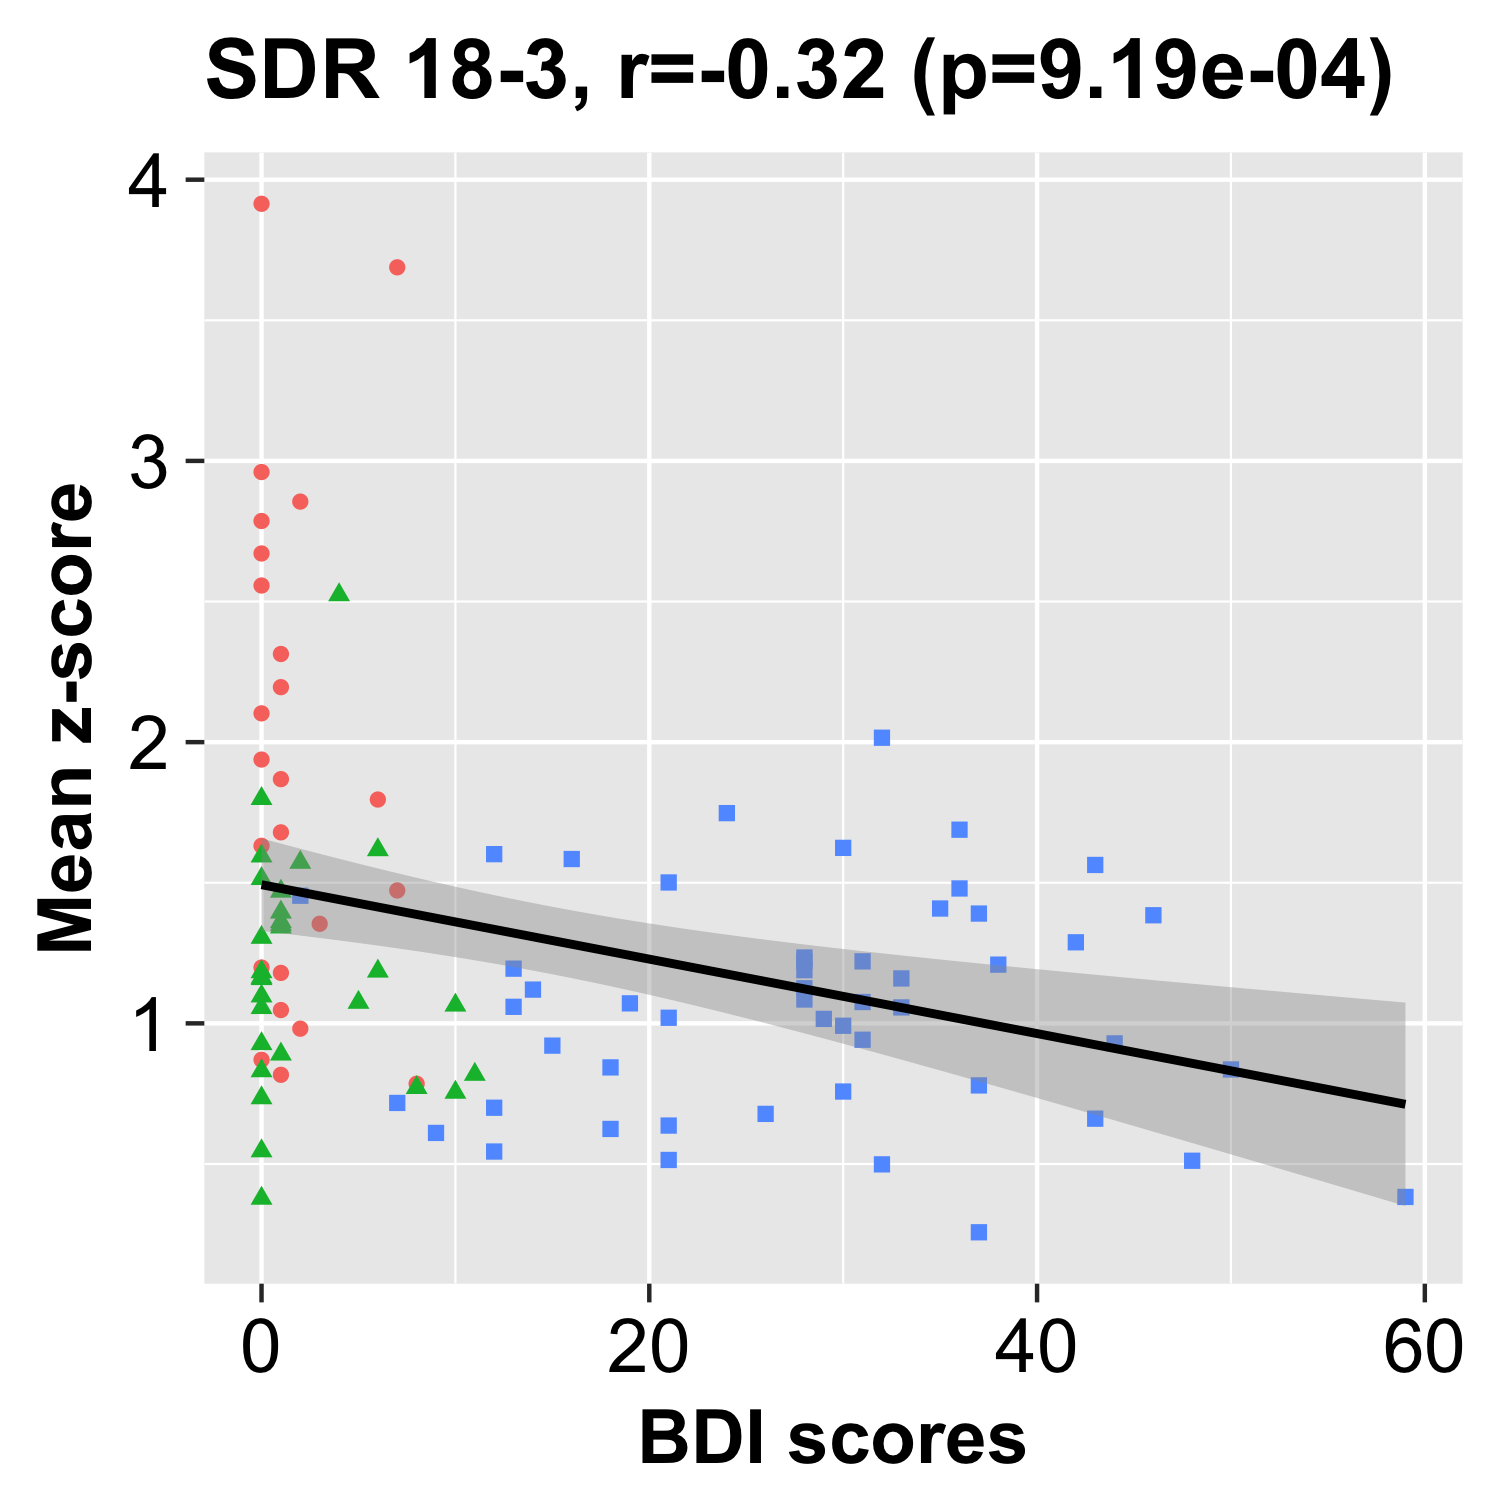 SDR 18-3, r=-0.32 (p=9.19e-04)
4
3
2
1
Mean z-score
0 20 40 60
BDI scores